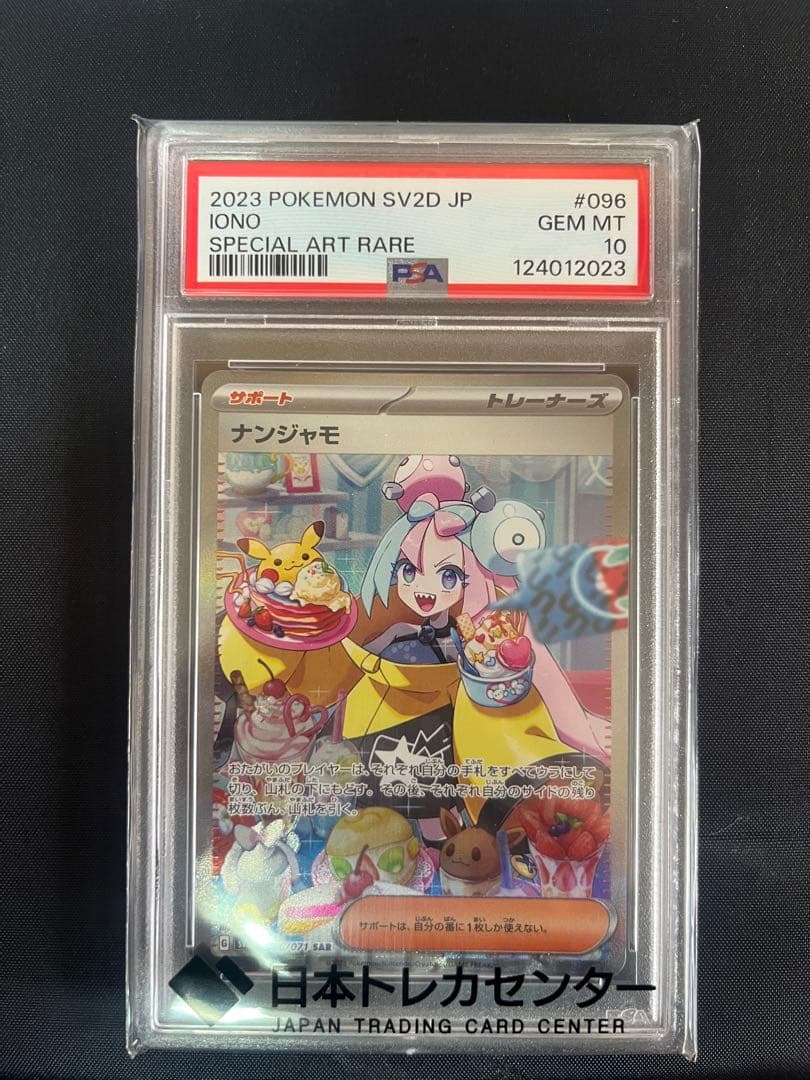 2023 POKEMON SV2D JP #096
IONO GEM MT
SPECIAL ART RARE 10
PSA 124012023
サポート トレーナーズ
ナンジャモ
おたがいのプレイヤーは、それぞれ自分の手札をすべてウラにして
切り、山札の下にもどす。その後、それぞれ自分のサイドの残り
枚数ぶん、山札を引く。
サポートは、自分の番に1枚しか使えない。
G /071 SAR
日本トレカセンター
JAPAN TRADING CARD CENTER
PSA